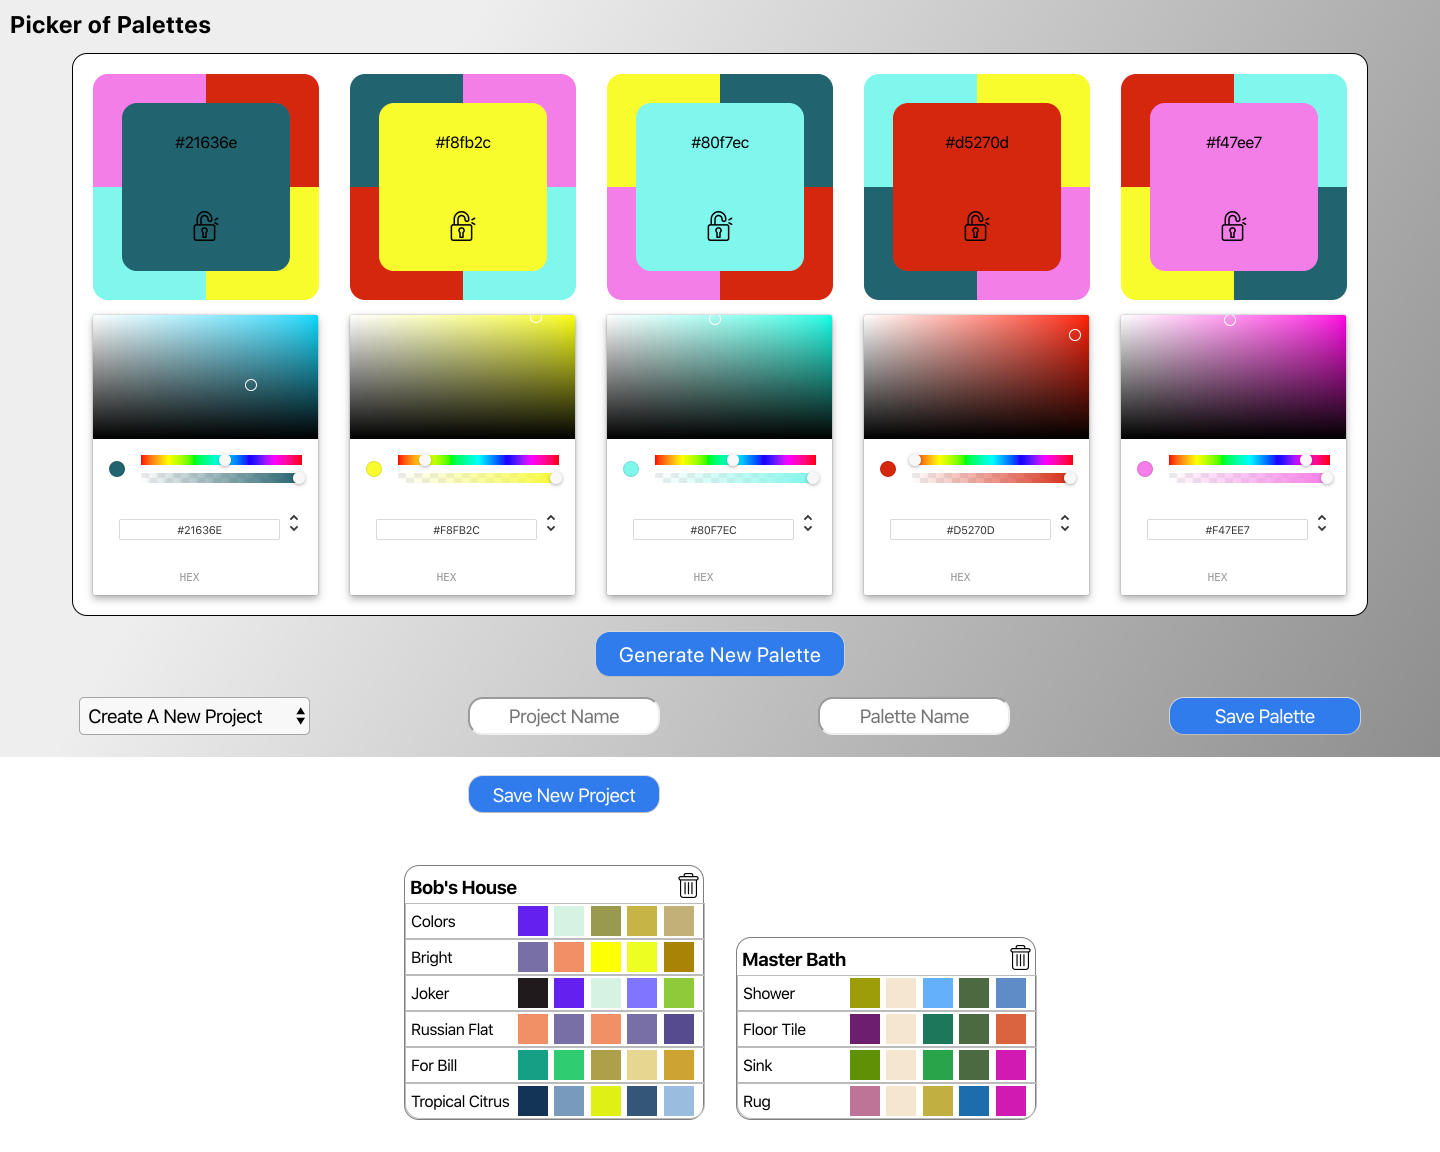 Picker of Palettes
#21636e
#f8fb2c
#80f7ec
#d5270d
#f47ee7
#21636E
#F8FB2C
#80F7EC
#D5270D
#F47EE7
HEX
HEX
HEX
HEX
HEX
Generate New Palette
Create A New Project
Project Name
Palette Name
Save Palette
Save New Project
Bob's House
Colors
Bright
Joker
Russian Flat
For Bill
Tropical Citrus
Master Bath
Shower
Floor Tile
Sink
Rug